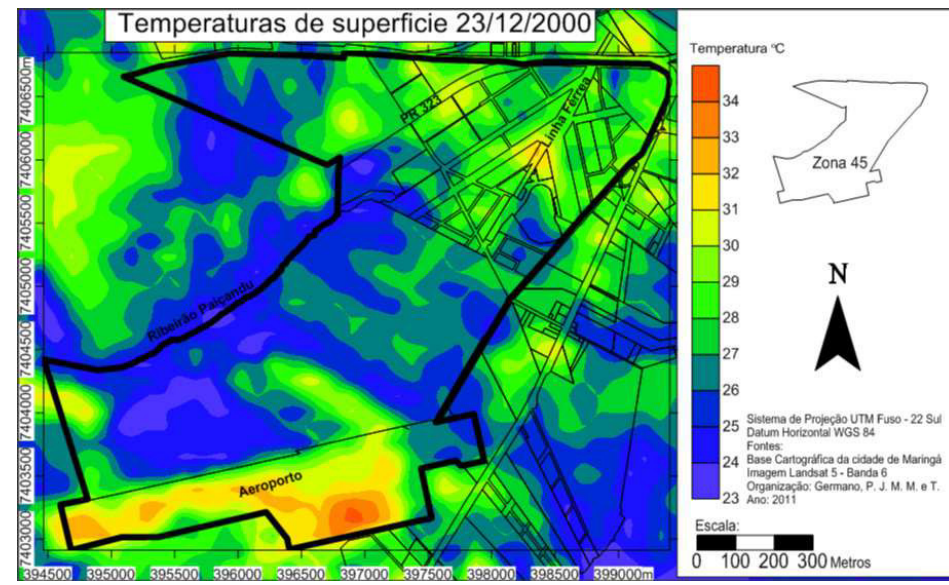 Temperaturas de superficie 23/12/2000
Temperatura °C
34
33
32
31
30
29
28
27
26
25
24
23
Zona 45
N
Sistema de Projeção UTM Fuso - 22 Sul
Datum Horizontal WGS 84
Fontes:
Base Cartográfica da cidade de Maringá
Imagem Landsat 5 - Banda 6
Organização: Germano, P. J. M. M. e T.
Ano: 2011
Escala:
0 100 200 300 Metros
PR 323
Linha Férrea
Ribeirão Paiçandu
Aeroporto
7406500m
7406000
7405500
7405000
7404500
7404000
7403500
7403000
394500 395000 395500 396000 396500 397000 397500 398000 398500 399000m